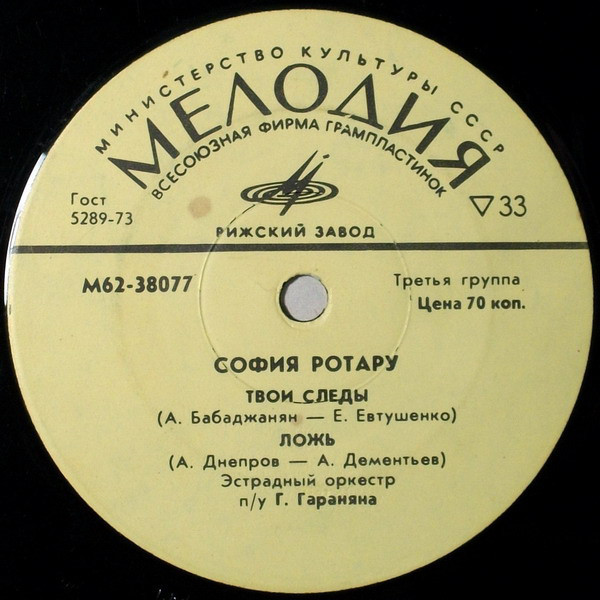 МИНИСТЕРСТВО КУЛЬТУРЫ СССР
МЕЛОДИЯ
ВСЕСОЮЗНАЯ ФИРМА ГРАМПЛАСТИНОК
Гост
5289-73
▽33
РИЖСКИЙ ЗАВОД
М62-38077
Третья группа
Цена 70 коп.
СОФИЯ РОТАРУ
ТВОИ СЛЕДЫ
(А. Бабаджанян — Е. Евтушенко)
ЛОЖЬ
(А. Днепров — А. Дементьев)
Эстрадный оркестр
п/у Г. Гараняна